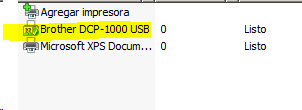 Agregar impresora
Brother DCP-1000 USB 0 Listo
Microsoft XPS Docum... 0 Listo